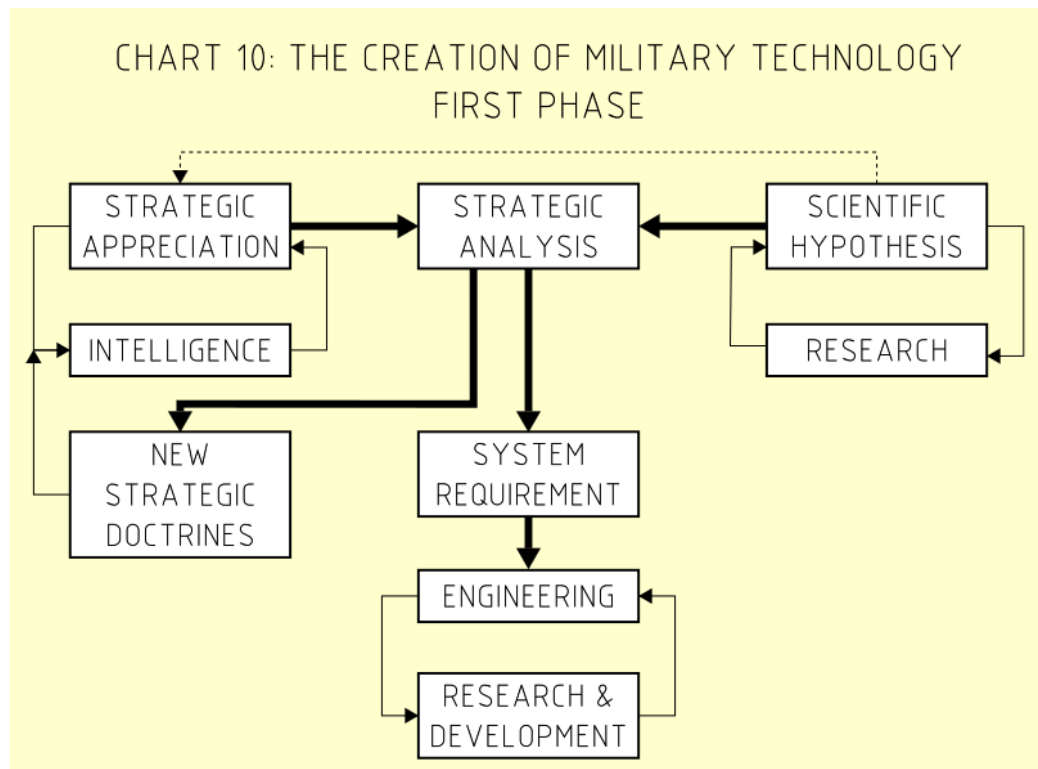 CHART 10: THE CREATION OF MILITARY TECHNOLOGY
FIRST PHASE
STRATEGIC
APPRECIATION
STRATEGIC
ANALYSIS
SCIENTIFIC
HYPOTHESIS
INTELLIGENCE
RESEARCH
NEW
STRATEGIC
DOCTRINES
SYSTEM
REQUIREMENT
ENGINEERING
RESEARCH &
DEVELOPMENT